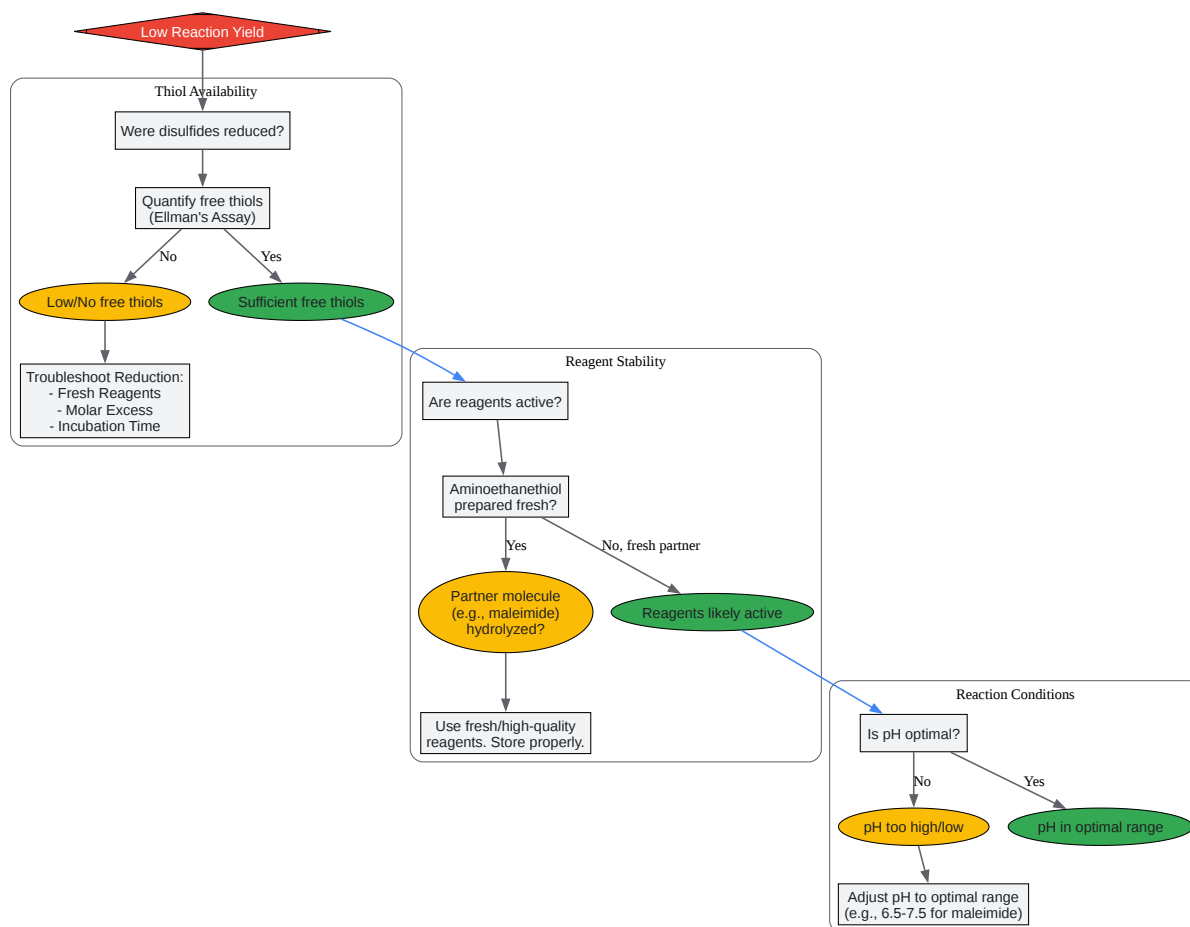 Low Reaction Yield
Thiol Availability
Were disulfides reduced?
Quantify free thiols
(Ellman's Assay)
No
Yes
Low/No free thiols
Sufficient free thiols
Troubleshoot Reduction:
- Fresh Reagents
- Molar Excess
- Incubation Time
Reagent Stability
Are reagents active?
Aminoethanethiol
prepared fresh?
Yes
No, fresh partner
Partner molecule
(e.g., maleimide)
hydrolyzed?
Reagents likely active
Use fresh/high-quality
reagents. Store properly.
Reaction Conditions
Is pH optimal?
No
Yes
pH too high/low
pH in optimal range
Adjust pH to optimal range
(e.g., 6.5-7.5 for maleimide)